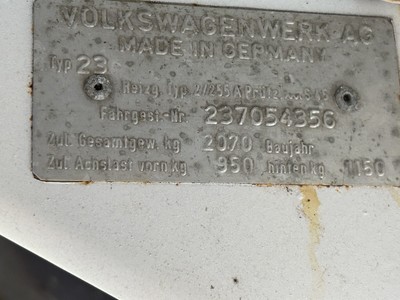 VOLKSWAGENWERK AG
MADE IN GERMANY
Typ 23
Fahrgest-Nr. 237054356
Zul. Gesamtgew. kg 2070 Baujahr
Zul. Achslast vorn kg 950 hinten kg 1150